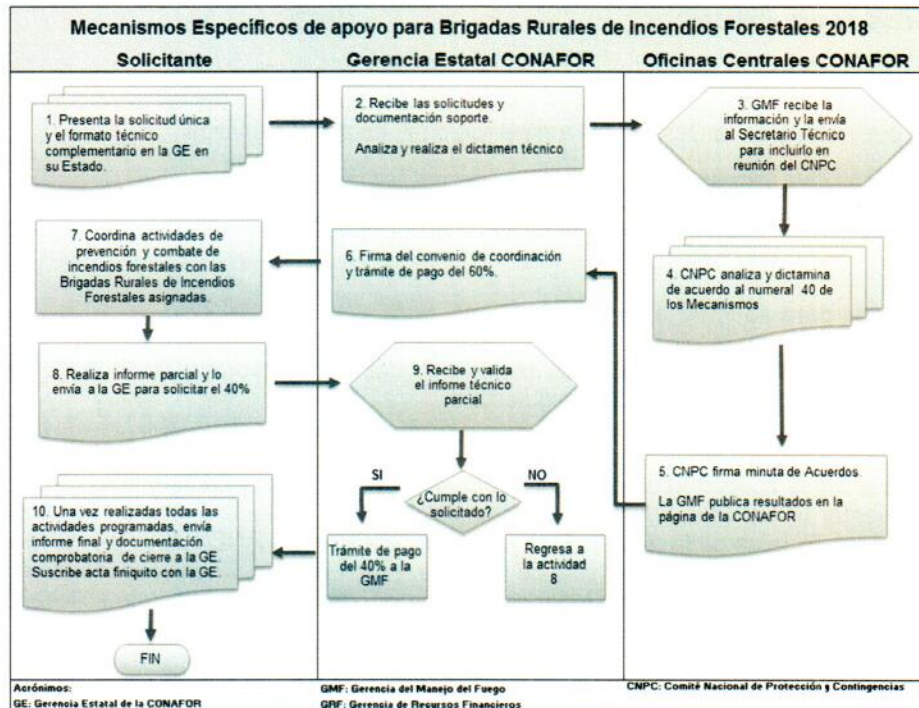 Mecanismos Específicos de apoyo para Brigadas Rurales de Incendios Forestales 2018
Solicitante
Gerencia Estatal CONAFOR
Oficinas Centrales CONAFOR
1. Presenta la solicitud única
y el formato técnico
complementario en la GE en
su Estado.
2. Recibe las solicitudes y
documentación soporte.
Analiza y realiza el dictamen técnico
3. GMF recibe la
información y la envía
al Secretario Técnico
para incluirlo en
reunión del CNPC
4. CNPC analiza y dictamina
de acuerdo al numeral 40 de
los Mecanismos
5. CNPC firma minuta de Acuerdos.
La GMF publica resultados en la
página de la CONAFOR
6. Firma del convenio de coordinación
y trámite de pago del 60%.
7. Coordina actividades de
prevención y combate de
incendios forestales con las
Brigadas Rurales de Incendios
Forestales asignadas.
8. Realiza informe parcial y lo
envía a la GE para solicitar el 40%
9. Recibe y valida
el infome técnico
parcial
¿Cumple con lo
solicitado?
SI
NO
Trámite de pago
del 40% a la
GMF
Regresa a
la actividad
8
10. Una vez realizadas todas las
actividades programadas, envía
informe final y documentación
comprobatoria de cierre a la GE.
Suscribe acta finiquito con la GE.
FIN
Acrónimos:
GE: Gerencia Estatal de la CONAFOR
GMF: Gerencia del Manejo del Fuego
GRF: Gerencia de Recursos Financieros
CNPC: Comité Nacional de Protección y Contingencias